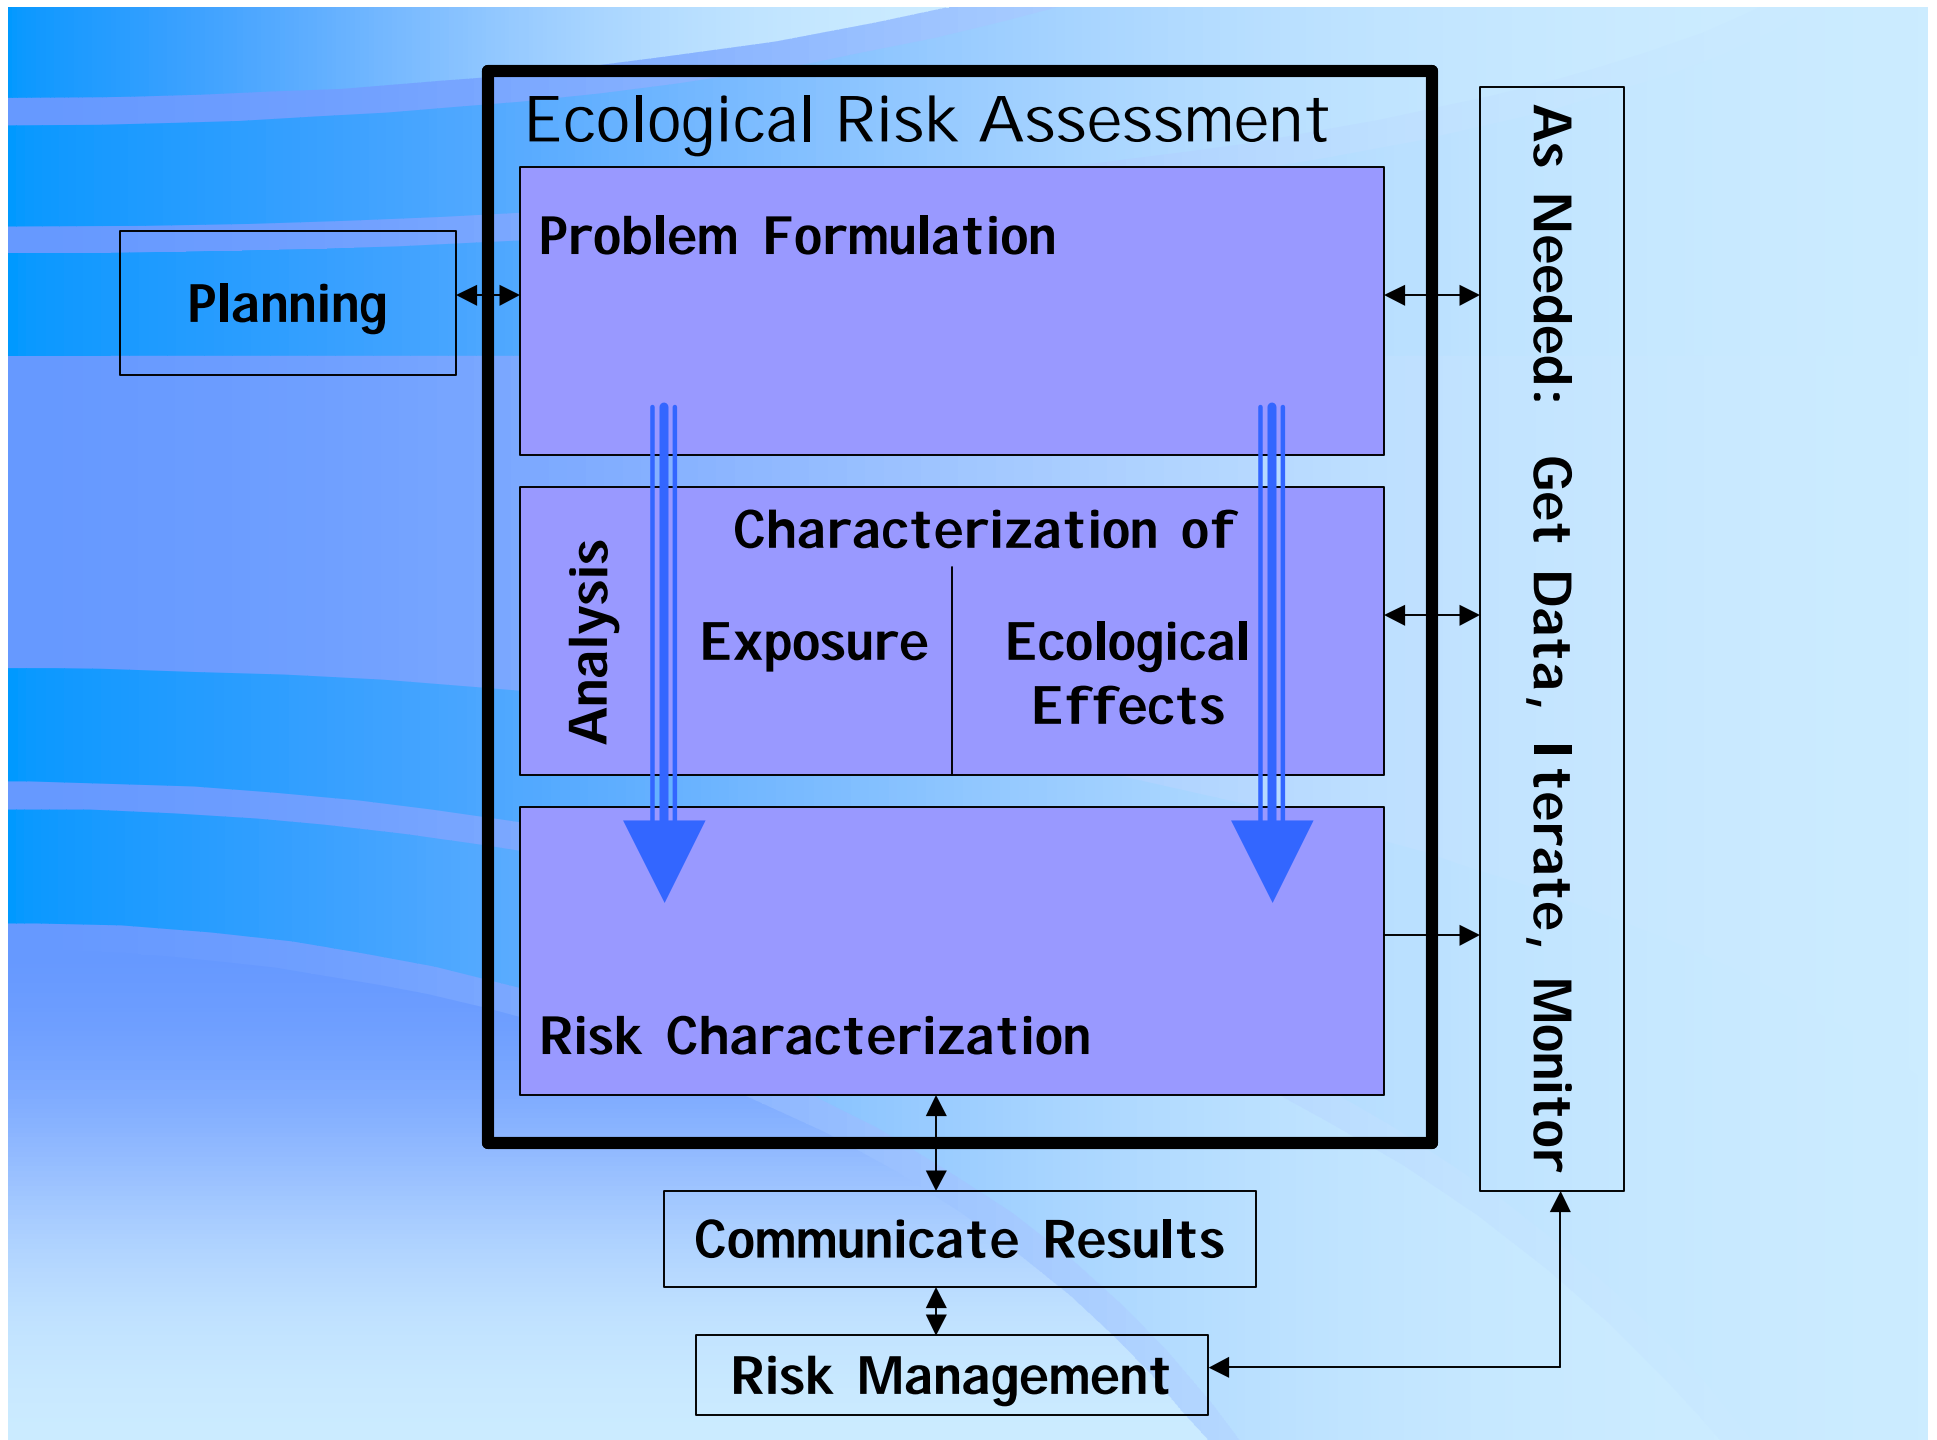 Ecological Risk Assessment
Problem Formulation
Planning
Analysis
Characterization of
Exposure
Ecological
Effects
Risk Characterization
As Needed: Get Data, Iterate, Monitor
Communicate Results
Risk Management